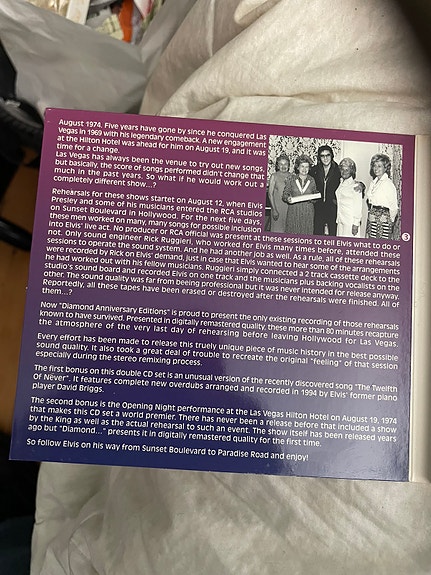 August 1974. Five years have gone by since he conquered Las
Vegas in 1969 with his legendary comeback. A new engagement
at the Hilton Hotel was ahead for him on August 19, and it was
time for a change.
Las Vegas has always been the venue to try out new songs,
but basically, the score of songs performed didn't change that
much in the past years. So what if he would work out a
completely different show...?
Rehearsals for these shows startet on August 12, when Elvis
Presley and some of his musicians entered the RCA studios
on Sunset Boulevard in Hollywood. For the next five days,
these men worked on many, many songs for possible inclusion
into Elvis' live act. No producer or RCA official was present at these sessions to tell Elvis what to do or
not. Only sound engineer Rick Ruggieri, who worked for Elvis many times before, attended these
sessions to operate the sound system. And he had another job as well. As a rule, all of these rehearsals
were recorded by Rick on Elvis' demand, just in case that Elvis wanted to hear some of the arrangements
he had worked out with his fellow musicians. Ruggieri simply connected a 2 track cassette deck to the
studio's sound board and recorded Elvis on one track and the musicians plus backing vocalists on the
other. The sound quality was far from beeing professional but it was never intended for release anyway.
Reportedly, all these tapes have been erased or destroyed after the rehearsals were finished. All of
them...?
Now "Diamond Anniversary Editions" is proud to present the only existing recording of those rehearsals
known to have survived. Presented in digitally remastered quality, these more than 80 minutes recapture
the atmosphere of the very last day of rehearsing before leaving Hollywood for Las Vegas.
Every effort has been made to release this truely unique piece of music history in the best possible
sound quality. It also took a great deal of trouble to recreate the original "feeling" of that session
especially during the stereo remixing process.
The first bonus on this double CD set is an unusual version of the recently discovered song "The Twelfth
Of Never". It features complete new overdubs arranged and recorded in 1994 by Elvis' former piano
player David Briggs.
The second bonus is the Opening Night performance at the Las Vegas Hilton Hotel on August 19, 1974
that makes this CD set a world premier. There has never been a release before that included a show
by the King as well as the actual rehearsal to such an event. The show itself has been released years
ago but "Diamond..." presents it in digitally remastered quality for the first time.
So follow Elvis on his way from Sunset Boulevard to Paradise Road and enjoy!
3